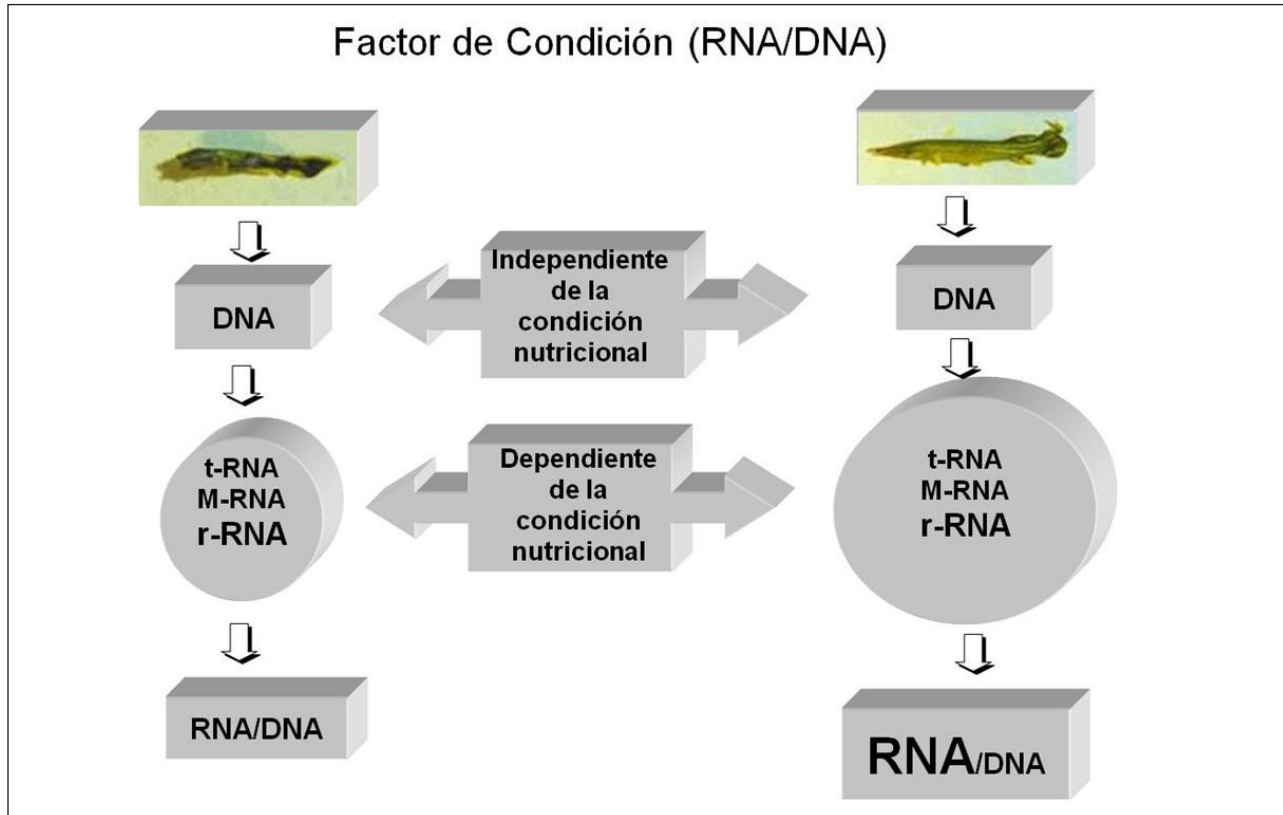 Factor de Condición (RNA/DNA)
DNA
Independiente
de la
condición
nutricional
DNA
t-RNA
M-RNA
r-RNA
Dependiente
de la
condición
nutricional
t-RNA
M-RNA
r-RNA
RNA/DNA
RNA/DNA